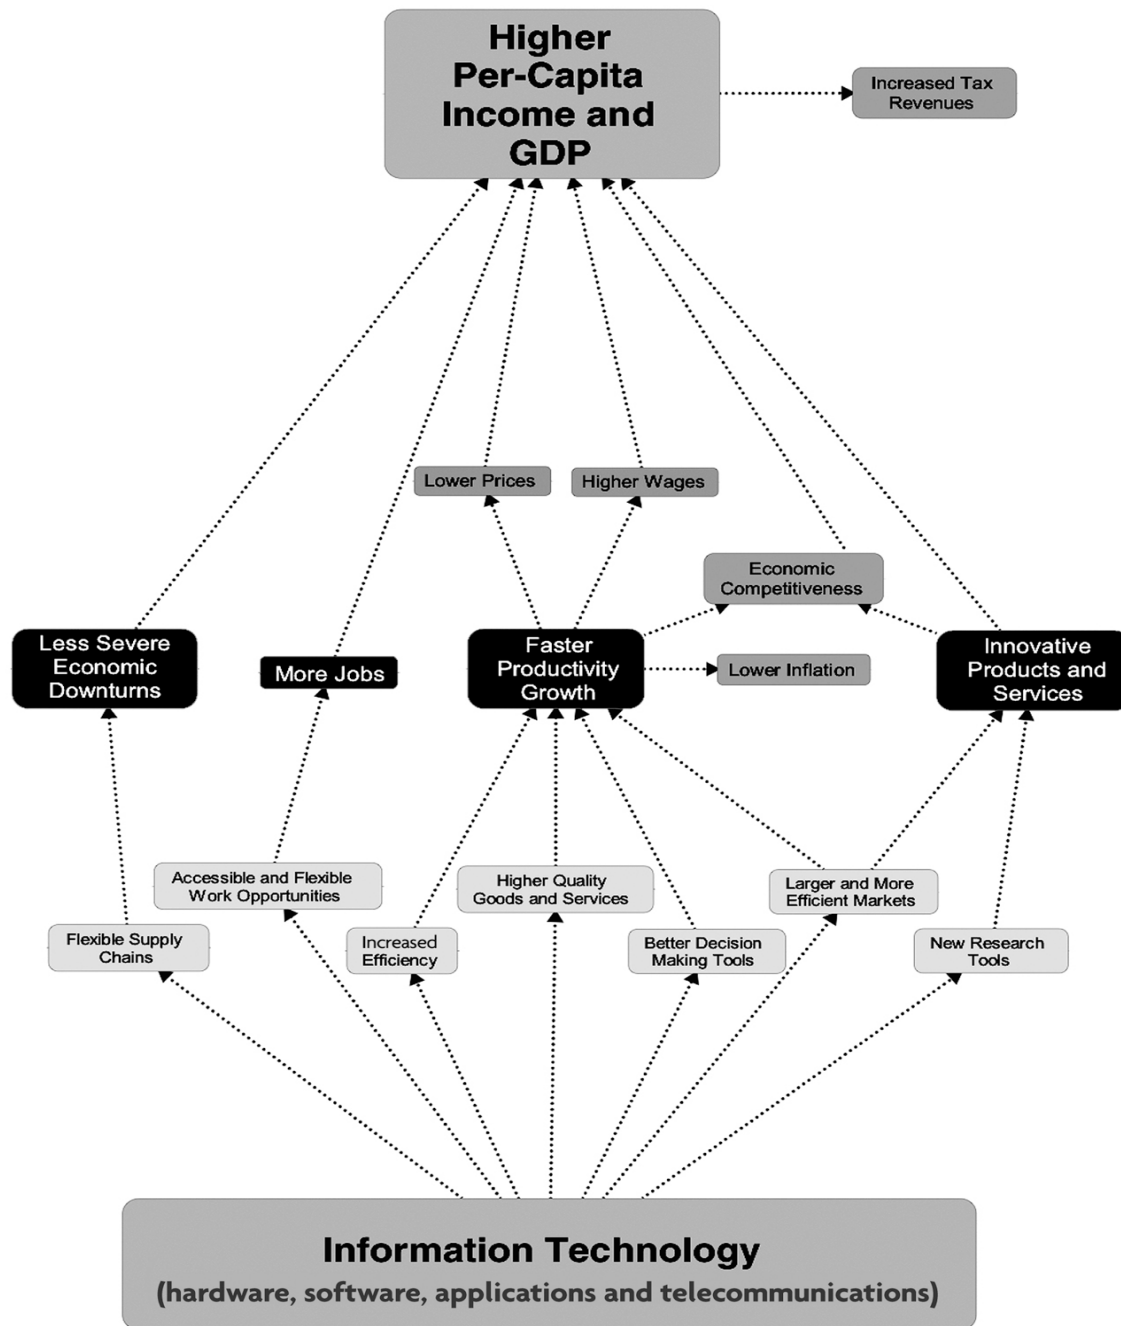 Higher
Per-Capita
Income and
GDP
Increased Tax
Revenues
Lower Prices
Higher Wages
Economic
Competitiveness
Less Severe
Economic
Downturns
More Jobs
Faster
Productivity
Growth
Lower Inflation
Innovative
Products and
Services
Accessible and Flexible
Work Opportunities
Higher Quality
Goods and Services
Larger and More
Efficient Markets
Flexible Supply
Chains
Increased
Efficiency
Better Decision
Making Tools
New Research
Tools
Information Technology
(hardware, software, applications and telecommunications)